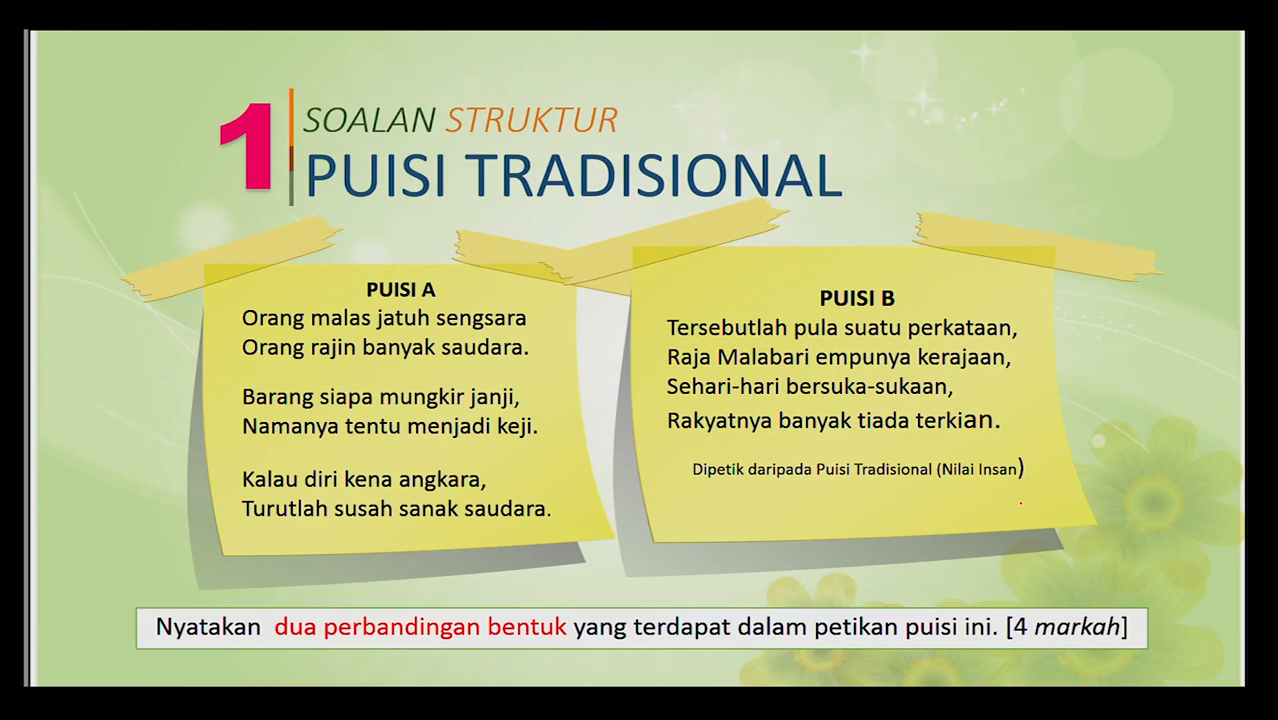 1
SOALAN STRUKTUR
PUISI TRADISIONAL
PUISI A
Orang malas jatuh sengsara
Orang rajin banyak saudara.
Barang siapa mungkir janji,
Namanya tentu menjadi keji.
Kalau diri kena angkara,
Turutlah susah sanak saudara.
PUISI B
Tersebutlah pula suatu perkataan,
Raja Malabari empunya kerajaan,
Sehari-hari bersuka-sukaan,
Rakyatnya banyak tiada terkian.
Dipetik daripada Puisi Tradisional (Nilai Insan)
Nyatakan dua perbandingan bentuk yang terdapat dalam petikan puisi ini. [4 markah]